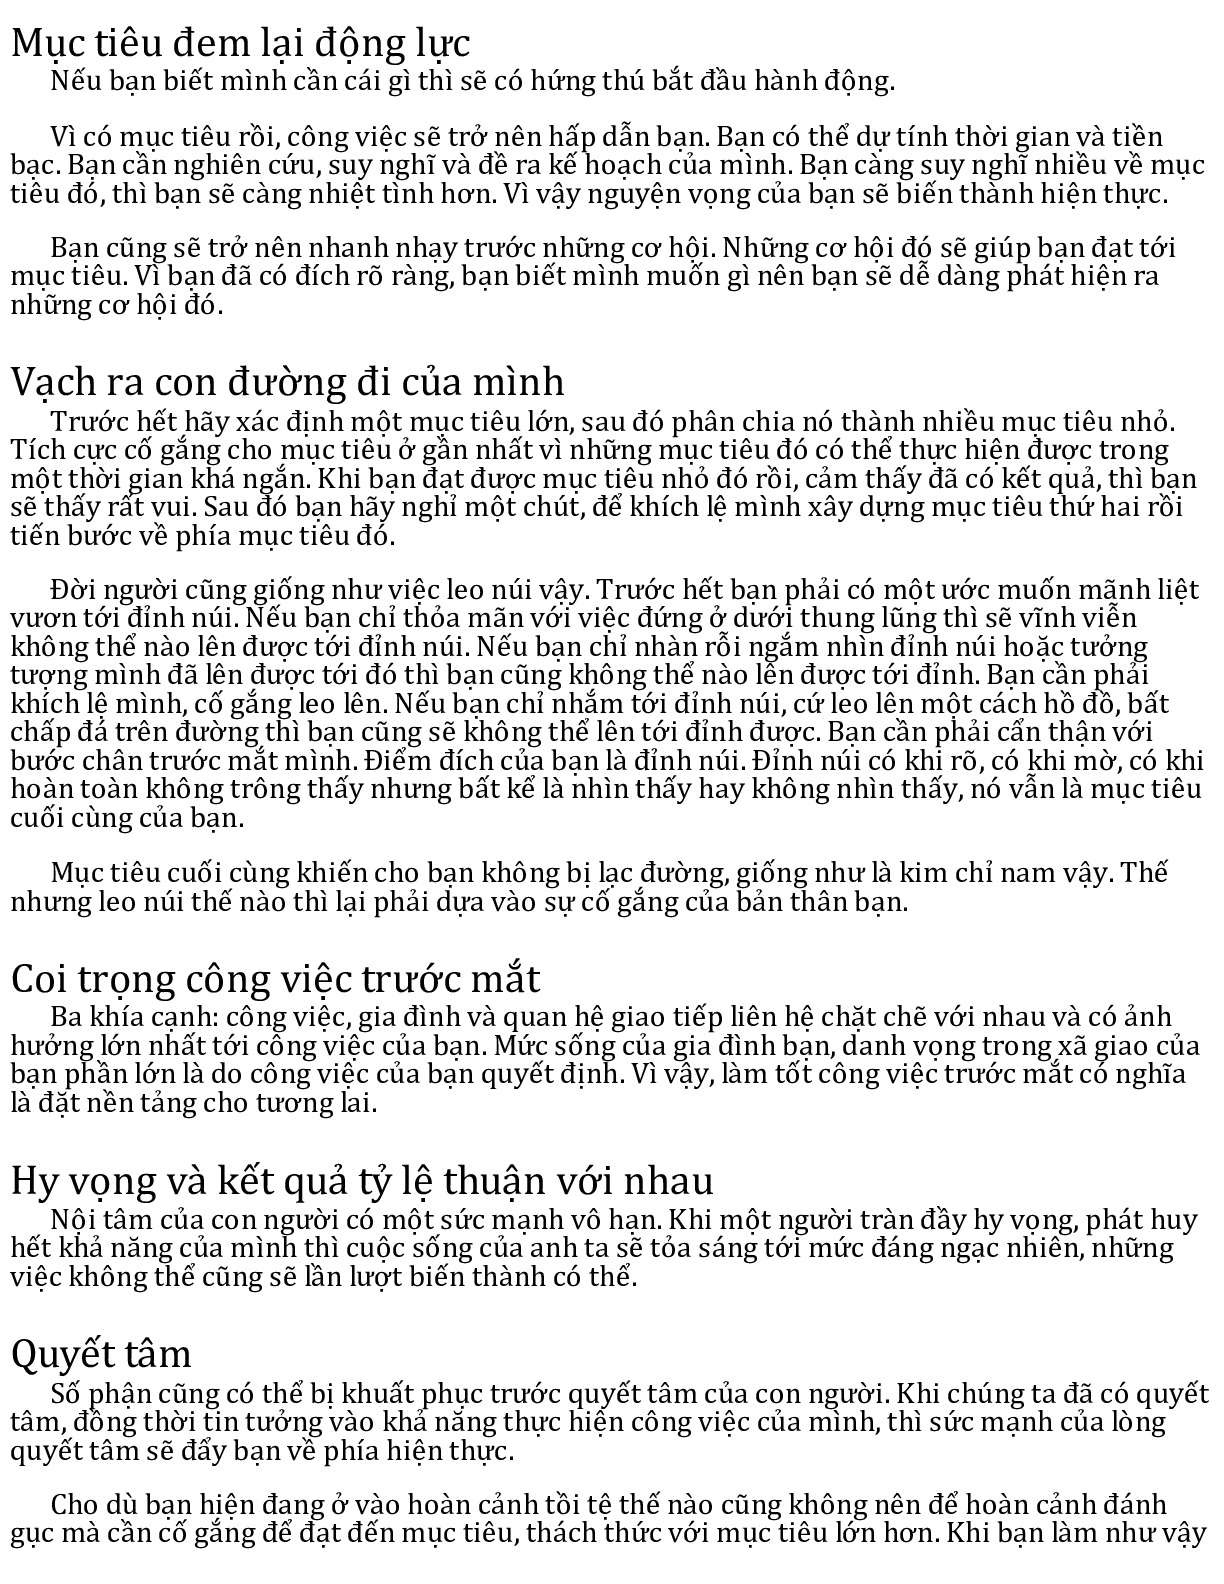 Mục tiêu đem lại động lực
Nếu bạn biết mình cần cái gì thì sẽ có hứng thú bắt đầu hành động.
Vì có mục tiêu rồi, công việc sẽ trở nên hấp dẫn bạn. Bạn có thể dự tính thời gian và tiền
bạc. Bạn cần nghiên cứu, suy nghĩ và đề ra kế hoạch của mình. Bạn càng suy nghĩ nhiều về mục
tiêu đó, thì bạn sẽ càng nhiệt tình hơn. Vì vậy nguyện vọng của bạn sẽ biến thành hiện thực.
Bạn cũng sẽ trở nên nhanh nhạy trước những cơ hội. Những cơ hội đó sẽ giúp bạn đạt tới
mục tiêu. Vì bạn đã có đích rõ ràng, bạn biết mình muốn gì nên bạn sẽ dễ dàng phát hiện ra
những cơ hội đó.
Vạch ra con đường đi của mình
Trước hết hãy xác định một mục tiêu lớn, sau đó phân chia nó thành nhiều mục tiêu nhỏ.
Tích cực cố gắng cho mục tiêu ở gần nhất vì những mục tiêu đó có thể thực hiện được trong
một thời gian khá ngắn. Khi bạn đạt được mục tiêu nhỏ đó rồi, cảm thấy đã có kết quả, thì bạn
sẽ thấy rất vui. Sau đó bạn hãy nghỉ một chút, để khích lệ mình xây dựng mục tiêu thứ hai rồi
tiến bước về phía mục tiêu đó.
Đời người cũng giống như việc leo núi vậy. Trước hết bạn phải có một ước muốn mãnh liệt
vươn tới đỉnh núi. Nếu bạn chỉ thỏa mãn với việc đứng ở dưới thung lũng thì sẽ vĩnh viễn
không thể nào lên được tới đỉnh núi. Nếu bạn chỉ nhàn rỗi ngắm nhìn đỉnh núi hoặc tưởng
tượng mình đã lên được tới đó thì bạn cũng không thể nào lên được tới đỉnh. Bạn cần phải
khích lệ mình, cố gắng leo lên. Nếu bạn chỉ nhắm tới đỉnh núi, cứ leo lên một cách hồ đồ, bất
chấp đá trên đường thì bạn cũng sẽ không thể lên tới đỉnh được. Bạn cần phải cẩn thận với
bước chân trước mắt mình. Điểm đích của bạn là đỉnh núi. Đỉnh núi có khi rõ, có khi mờ, có khi
hoàn toàn không trông thấy nhưng bất kể là nhìn thấy hay không nhìn thấy, nó vẫn là mục tiêu
cuối cùng của bạn.
Mục tiêu cuối cùng khiến cho bạn không bị lạc đường, giống như là kim chỉ nam vậy. Thế
nhưng leo núi thế nào thì lại phải dựa vào sự cố gắng của bản thân bạn.
Coi trọng công việc trước mắt
Ba khía cạnh: công việc, gia đình và quan hệ giao tiếp liên hệ chặt chẽ với nhau và có ảnh
hưởng lớn nhất tới công việc của bạn. Mức sống của gia đình bạn, danh vọng trong xã giao của
bạn phần lớn là do công việc của bạn quyết định. Vì vậy, làm tốt công việc trước mắt có nghĩa
là đặt nền tảng cho tương lai.
Hy vọng và kết quả tỷ lệ thuận với nhau
Nội tâm của con người có một sức mạnh vô hạn. Khi một người tràn đầy hy vọng, phát huy
hết khả năng của mình thì cuộc sống của anh ta sẽ tỏa sáng tới mức đáng ngạc nhiên, những
việc không thể cũng sẽ lần lượt biến thành có thể.
Quyết tâm
Số phận cũng có thể bị khuất phục trước quyết tâm của con người. Khi chúng ta đã có quyết
tâm, đồng thời tin tưởng vào khả năng thực hiện công việc của mình, thì sức mạnh của lòng
quyết tâm sẽ đẩy bạn về phía hiện thực.
Cho dù bạn hiện đang ở vào hoàn cảnh tồi tệ thế nào cũng không nên để hoàn cảnh đánh
gục mà cần cố gắng để đạt đến mục tiêu, thách thức với mục tiêu lớn hơn. Khi bạn làm như vậy